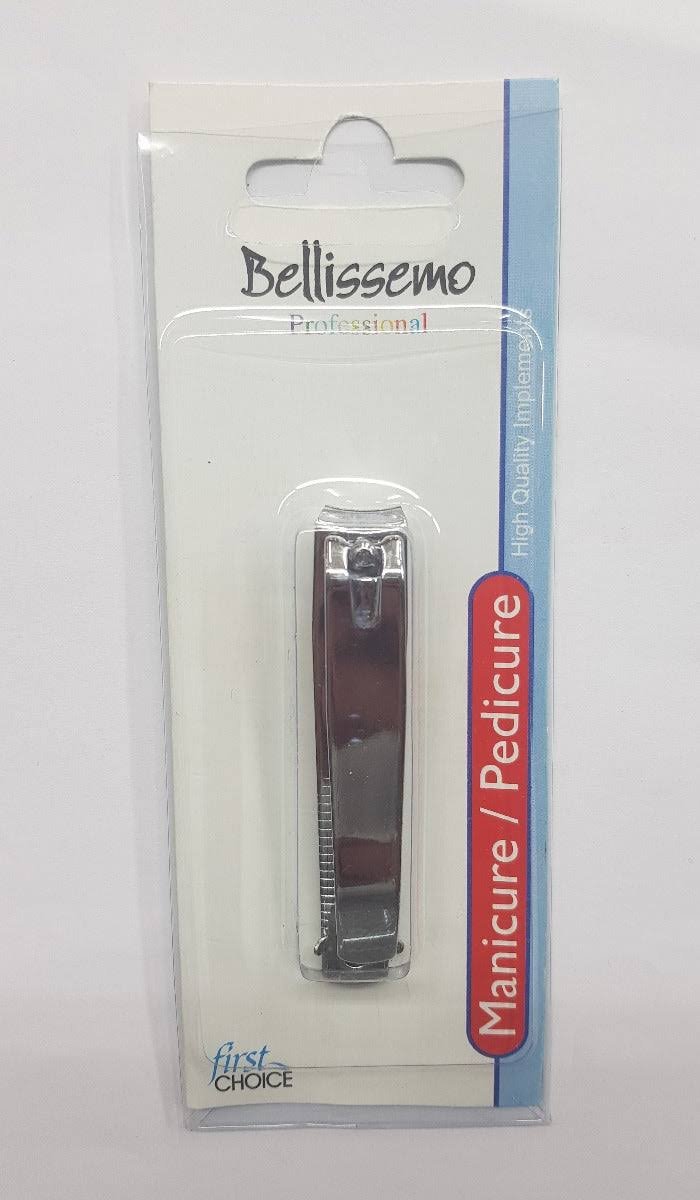 Bellissemo
Professional
High Quality Implements
Manicure / Pedicure
first
CHOICE